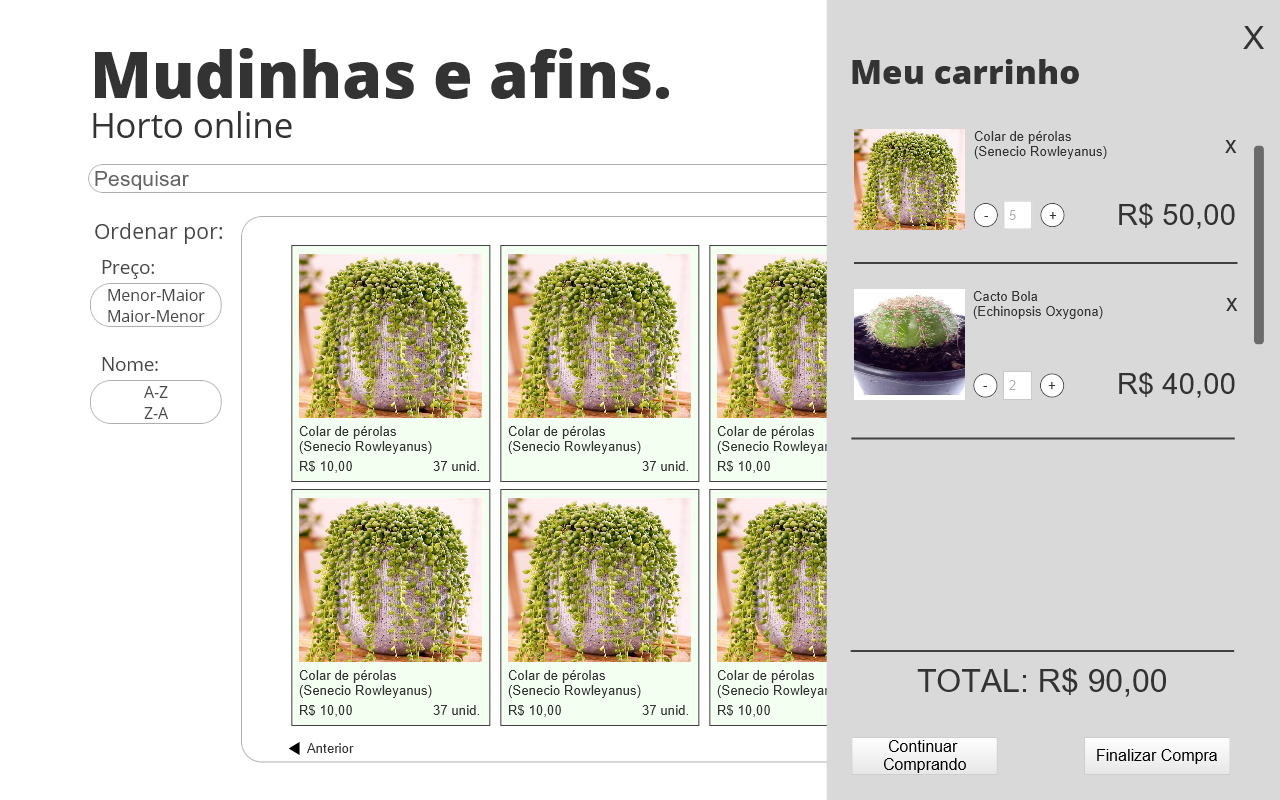 Mudinhas e afins.
Horto online
Pesquisar
Ordenar por:
Preço:
Menor-Maior
Maior-Menor
Nome:
A-Z
Z-A
Colar de pérolas
(Senecio Rowleyanus)
R$ 10,00 37 unid.
Colar de pérolas
(Senecio Rowleyanus)
37 unid.
Colar de pérolas
(Senecio Rowleyan
R$ 10,00
Colar de pérolas
(Senecio Rowleyanus)
R$ 10,00 37 unid.
Colar de pérolas
(Senecio Rowleyanus)
R$ 10,00 37 unid.
Colar de pérolas
(Senecio Rowleyan
R$ 10,00
Anterior
X
Meu carrinho
Colar de pérolas
(Senecio Rowleyanus)
x
- 5 + R$ 50,00
Cacto Bola
(Echinopsis Oxygona)
x
- 2 + R$ 40,00
TOTAL: R$ 90,00
Continuar
Comprando
Finalizar Compra